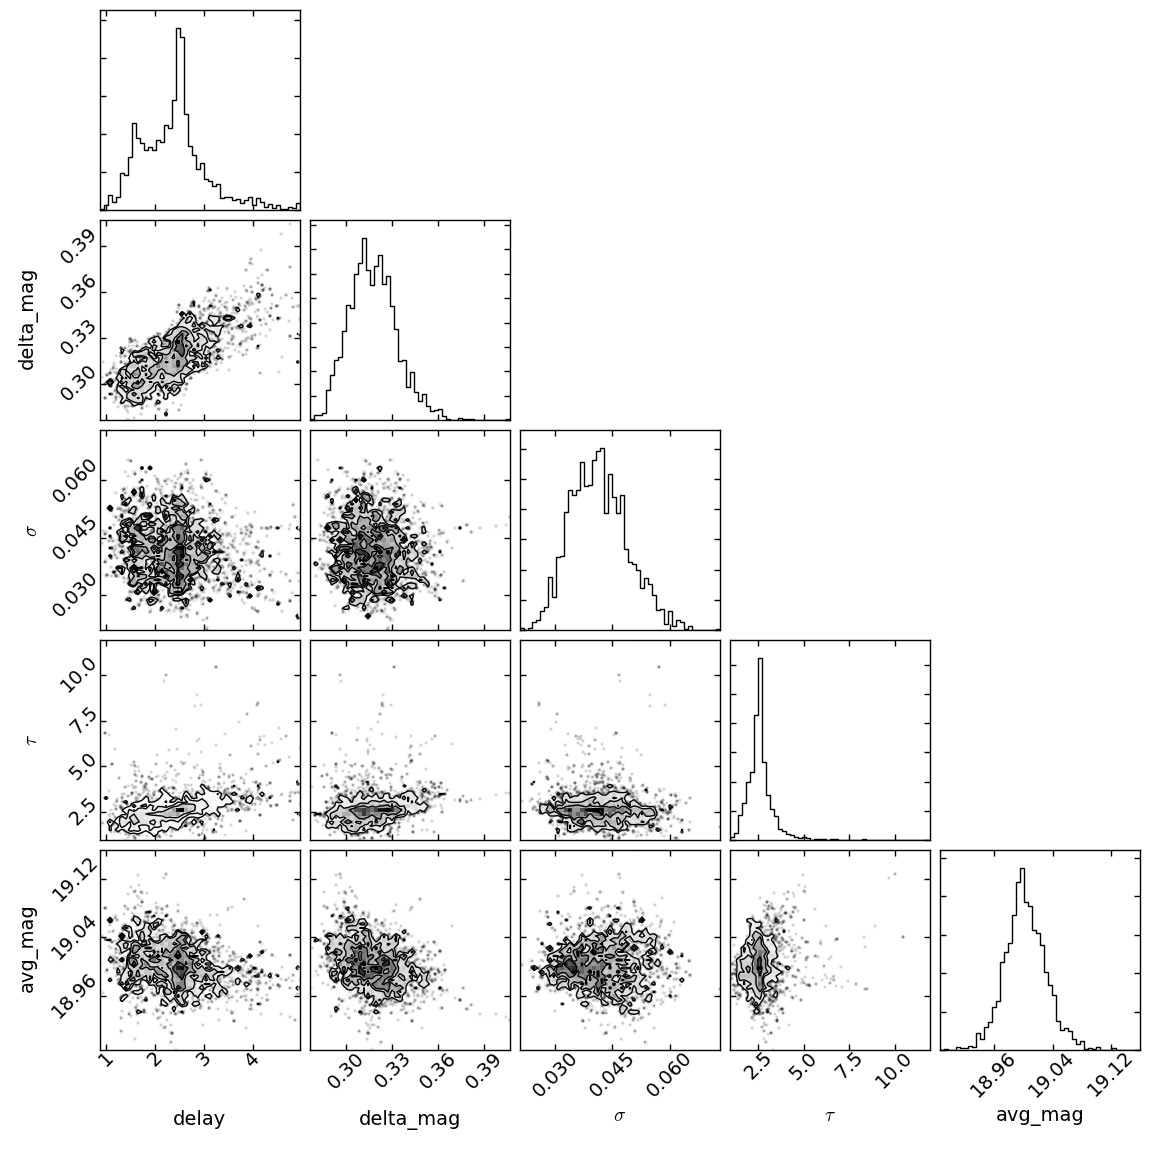 delta_mag
0.39
0.36
0.33
0.30
σ
0.060
0.045
0.030
τ
10.0
7.5
5.0
2.5
avg_mag
19.12
19.04
18.96
1 2 3 4
0.30 0.33 0.36 0.39
0.030 0.045 0.060
2.5 5.0 7.5 10.0
18.96 19.04 19.12
delay delta_mag σ τ avg_mag